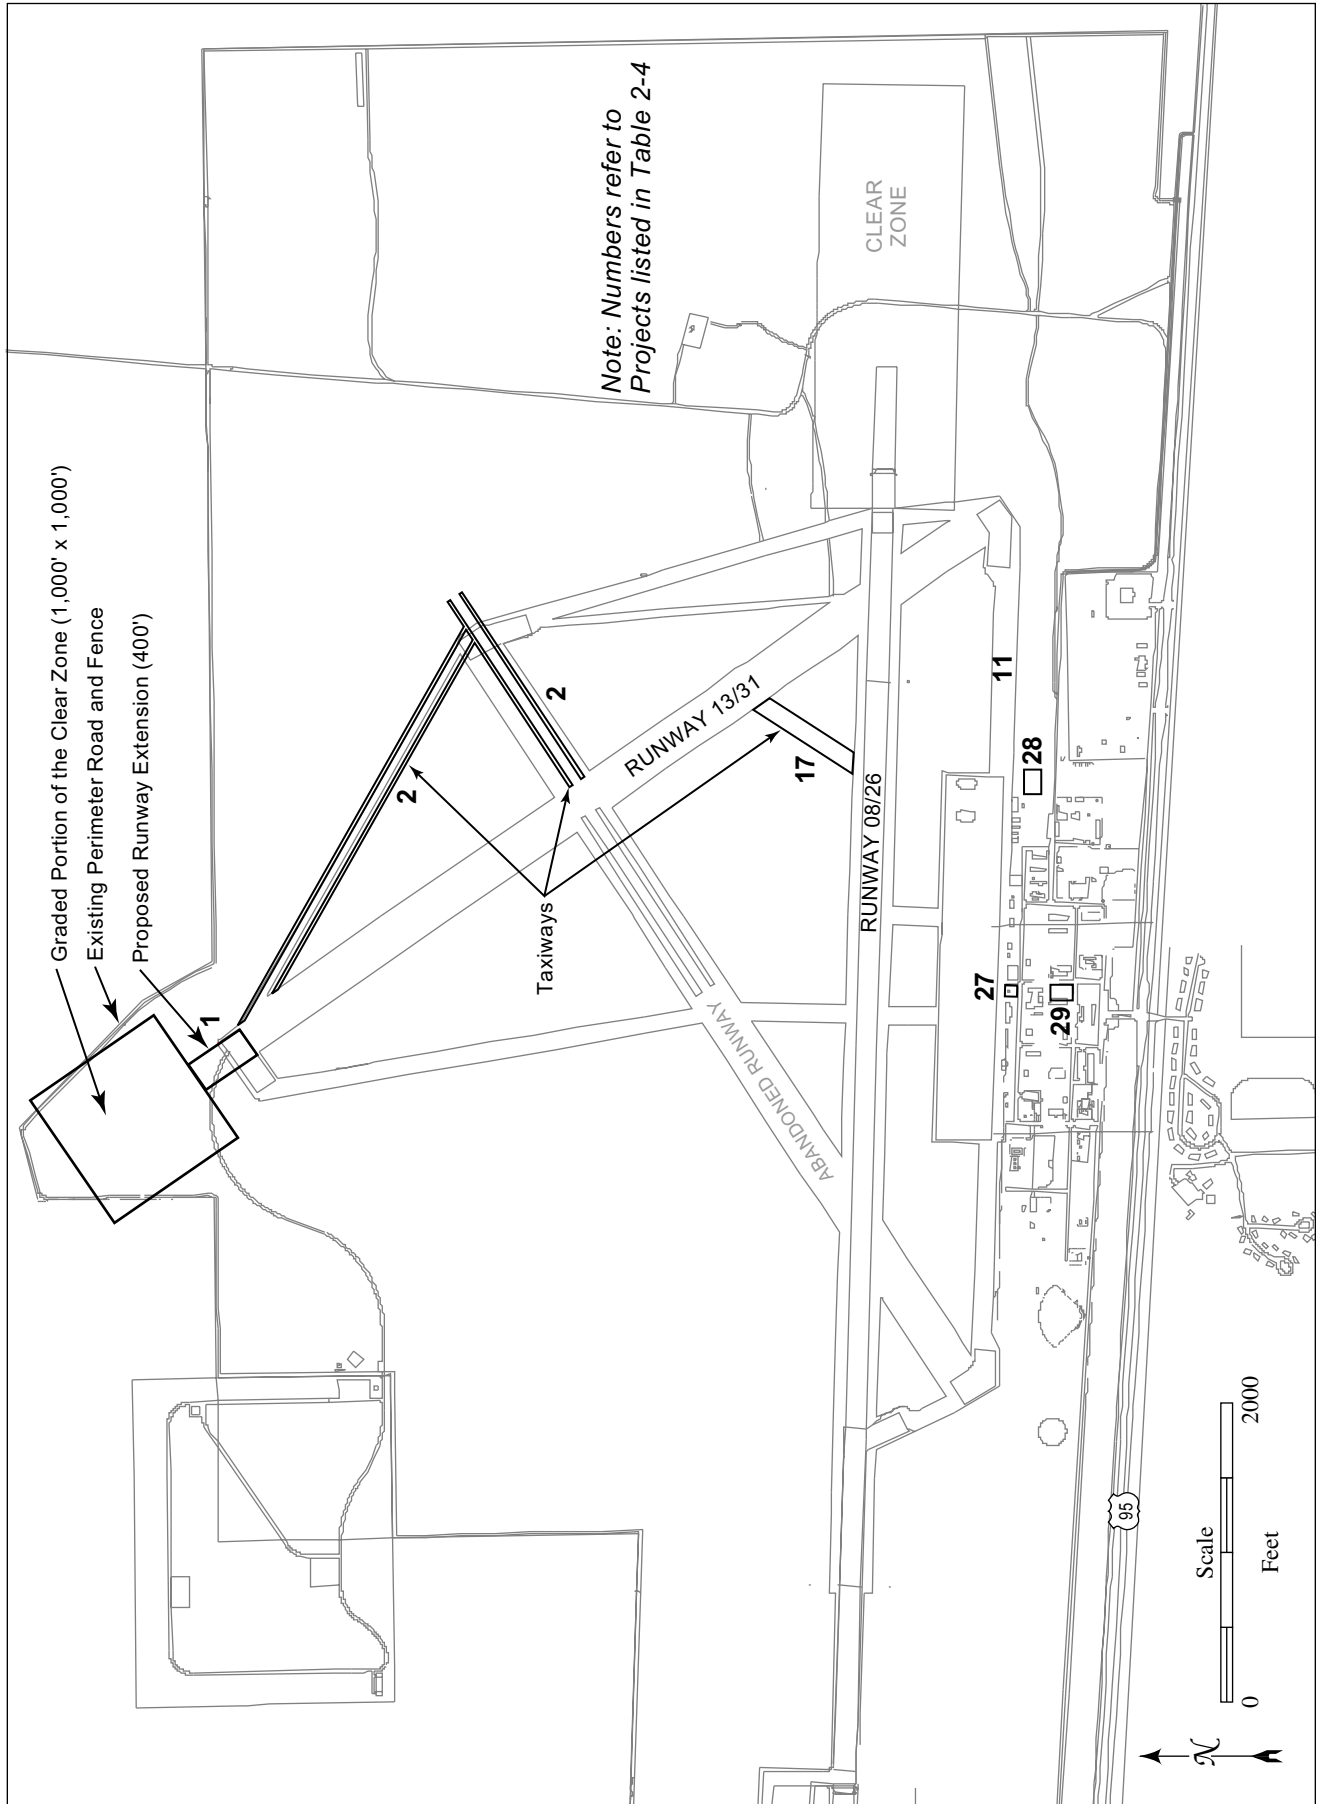 Graded Portion of the Clear Zone (1,000' x 1,000')
Existing Perimeter Road and Fence
Proposed Runway Extension (400')
1
2
2
Taxiways
Note: Numbers refer to
Projects listed in Table 2-4
CLEAR
ZONE
RUNWAY 13/31
17
RUNWAY 08/26
ABANDONED RUNWAY
11
28
27
29
95
N
Scale
0
2000
Feet